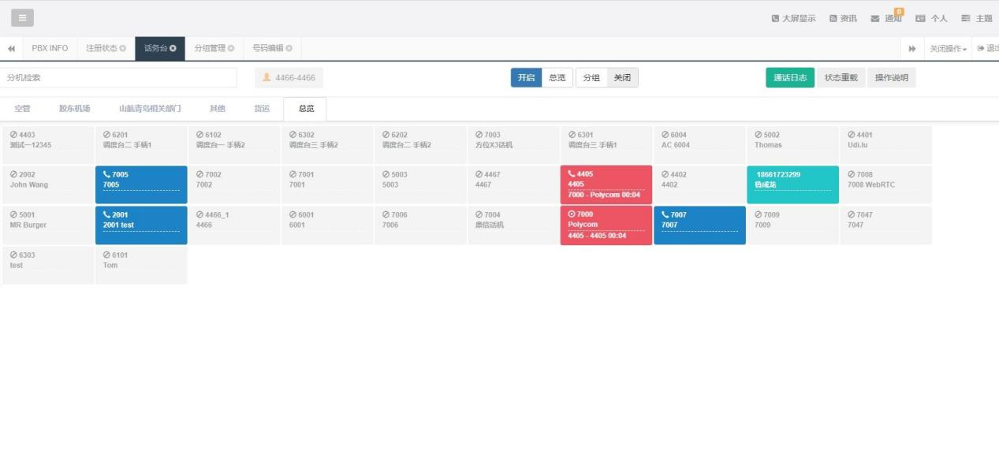 大屏显示 资讯 通知 0 个人 主题
PBX INFO 注册状态 话务台 分组管理 号码编辑 关闭操作 退出
分机检索 4466-4466 开启 总览 分组 关闭 通话日志 状态重载 操作说明
空管 胶东机场 山航青岛相关部门 其他 货运 总览
4403 6201 6102 6302 6202 7003 6301 6004 5002 4401
测试一12345 调度台二 手柄1 调度台一 手柄2 调度台三 手柄2 调度台二 手柄2 方位X3话机 调度台三 手柄1 AC 6004 Thomas Udi.lu
2002 7005 7002 7001 5003 4467 4405 4402 18661723299 7008
John Wang 7005 7002 7001 5003 4467 4405 4402 7008 WebRTC
7000 - Polycom 00:04
5001 2001 4466_1 6001 7006 7004 7000 7007 7009 7047
MR Burger 2001 test 4466 6001 7006 鼎信话机 Polycom 7007 7009 7047
4405 - 4405 00:04
6303 6101
test Tom